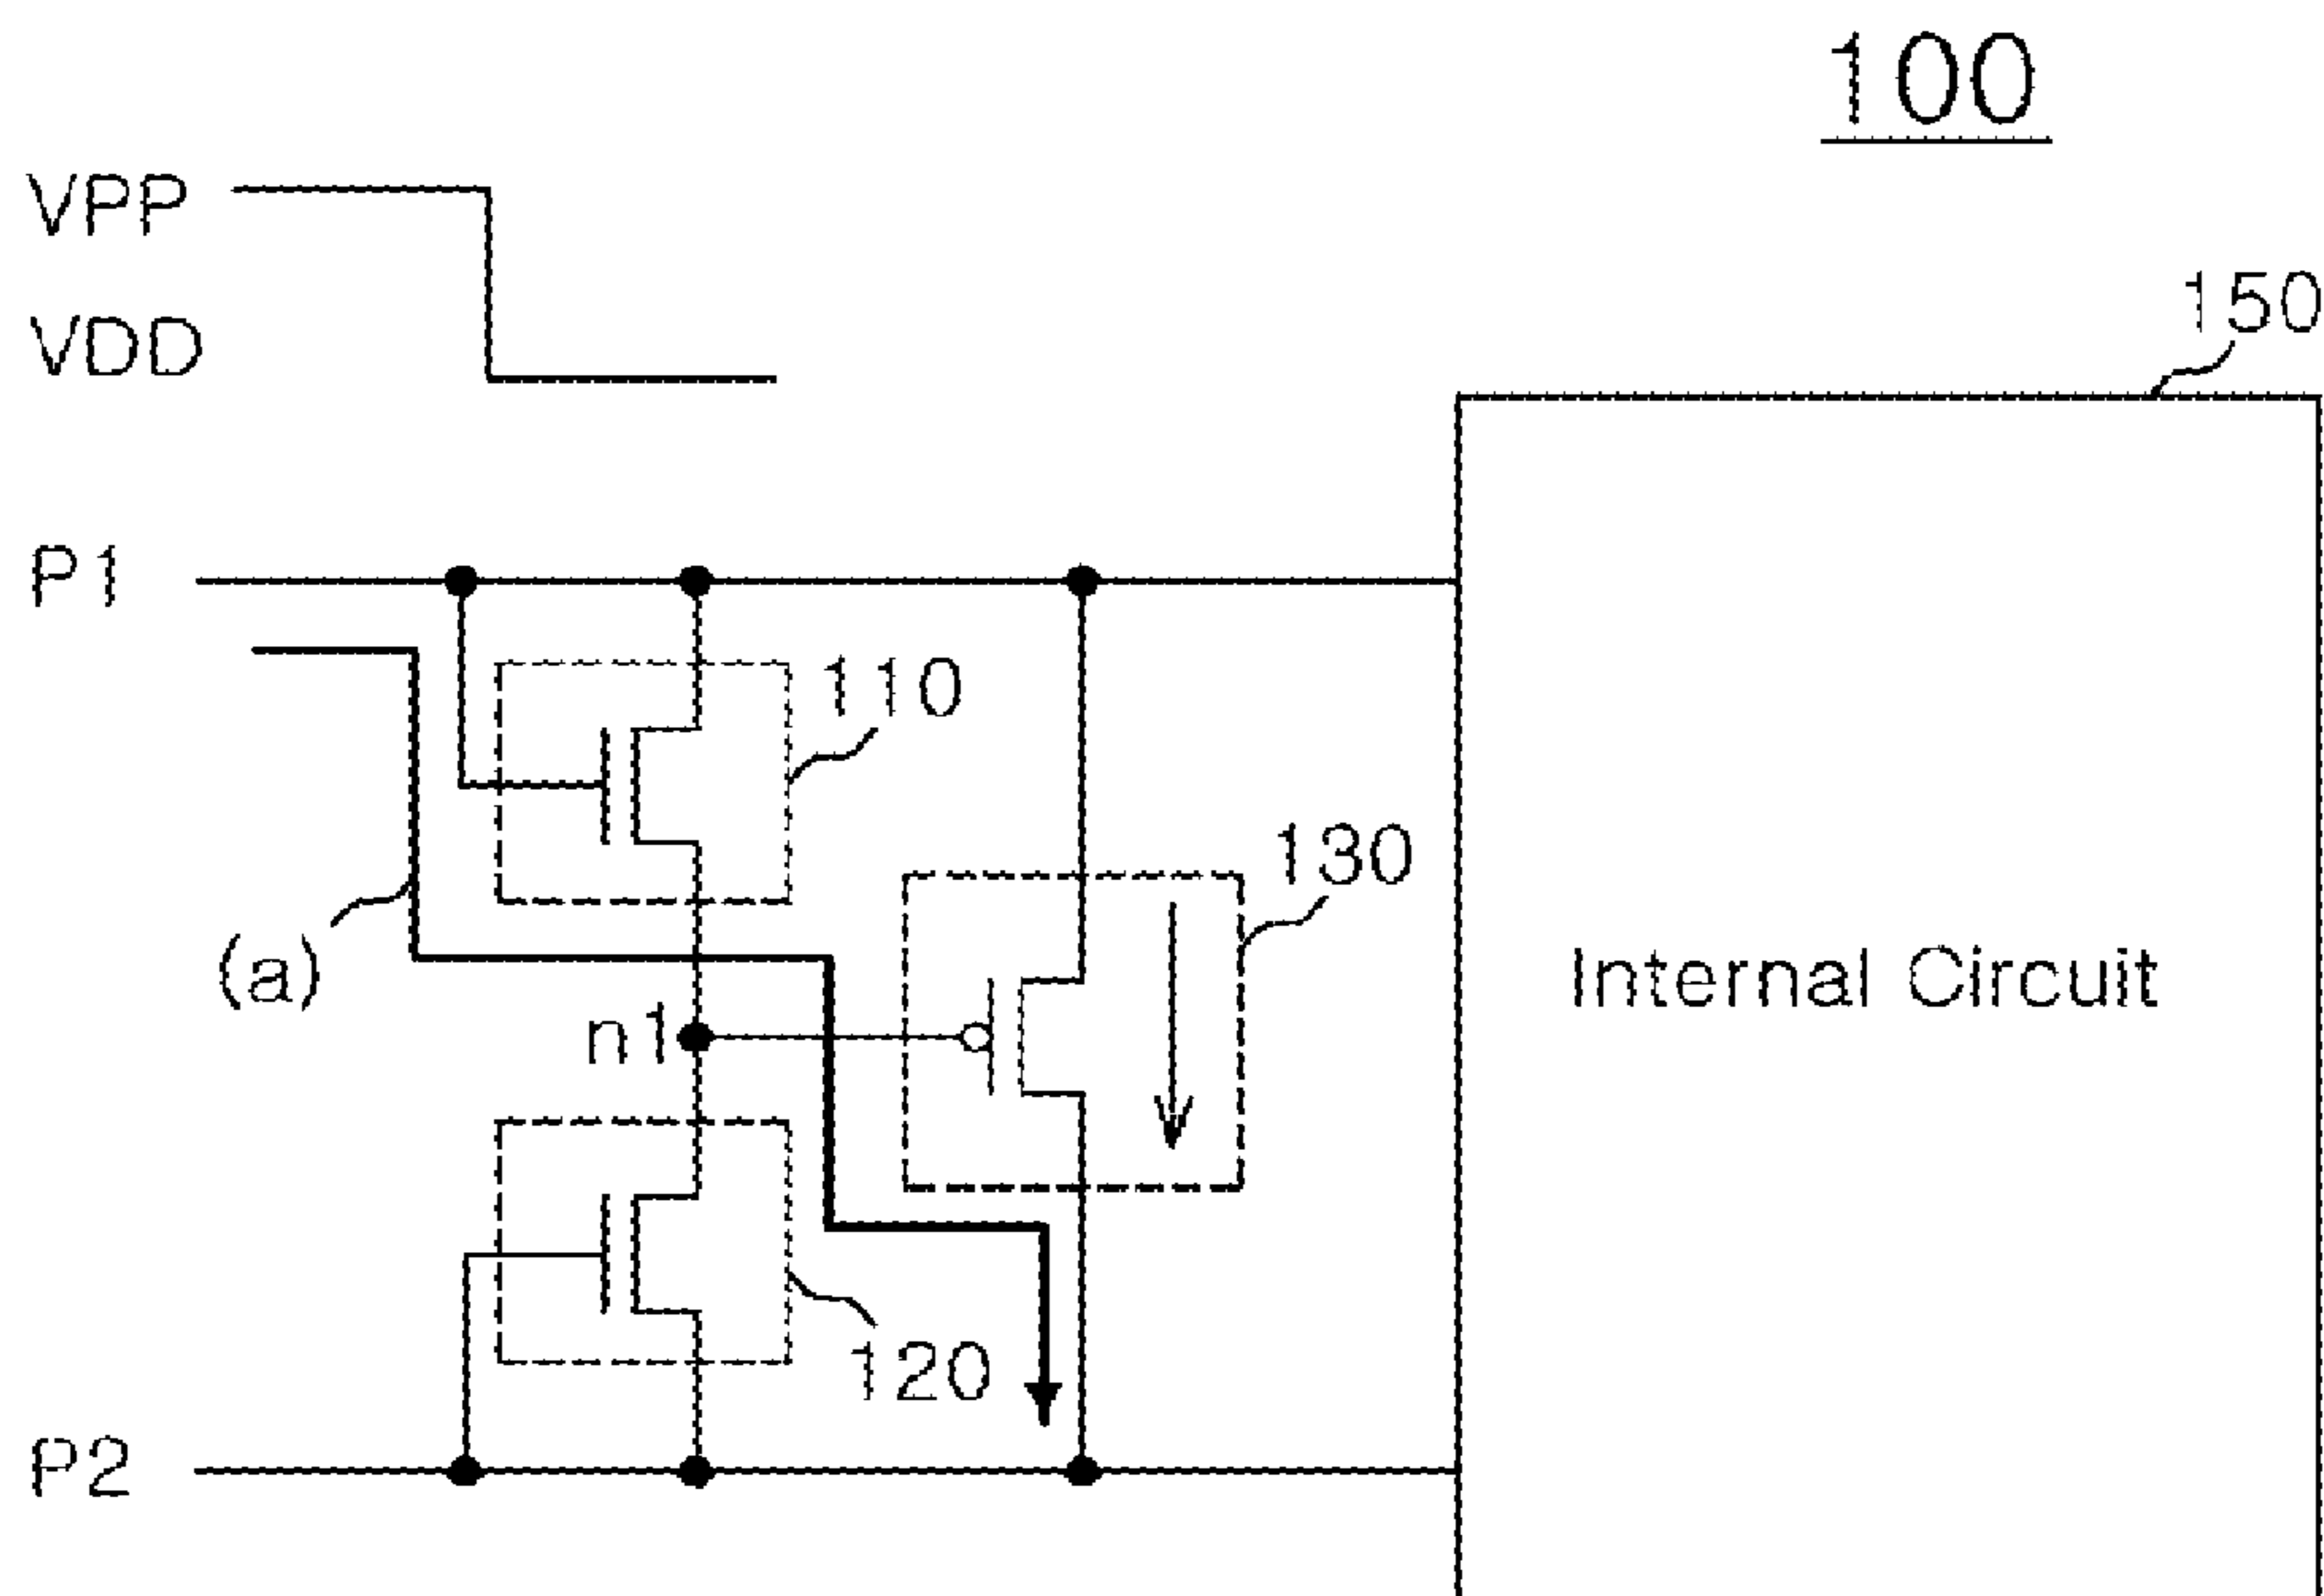 100
VPP
VDD
150
P1
110
130
(a)
Internal Circuit
n1
120
P2